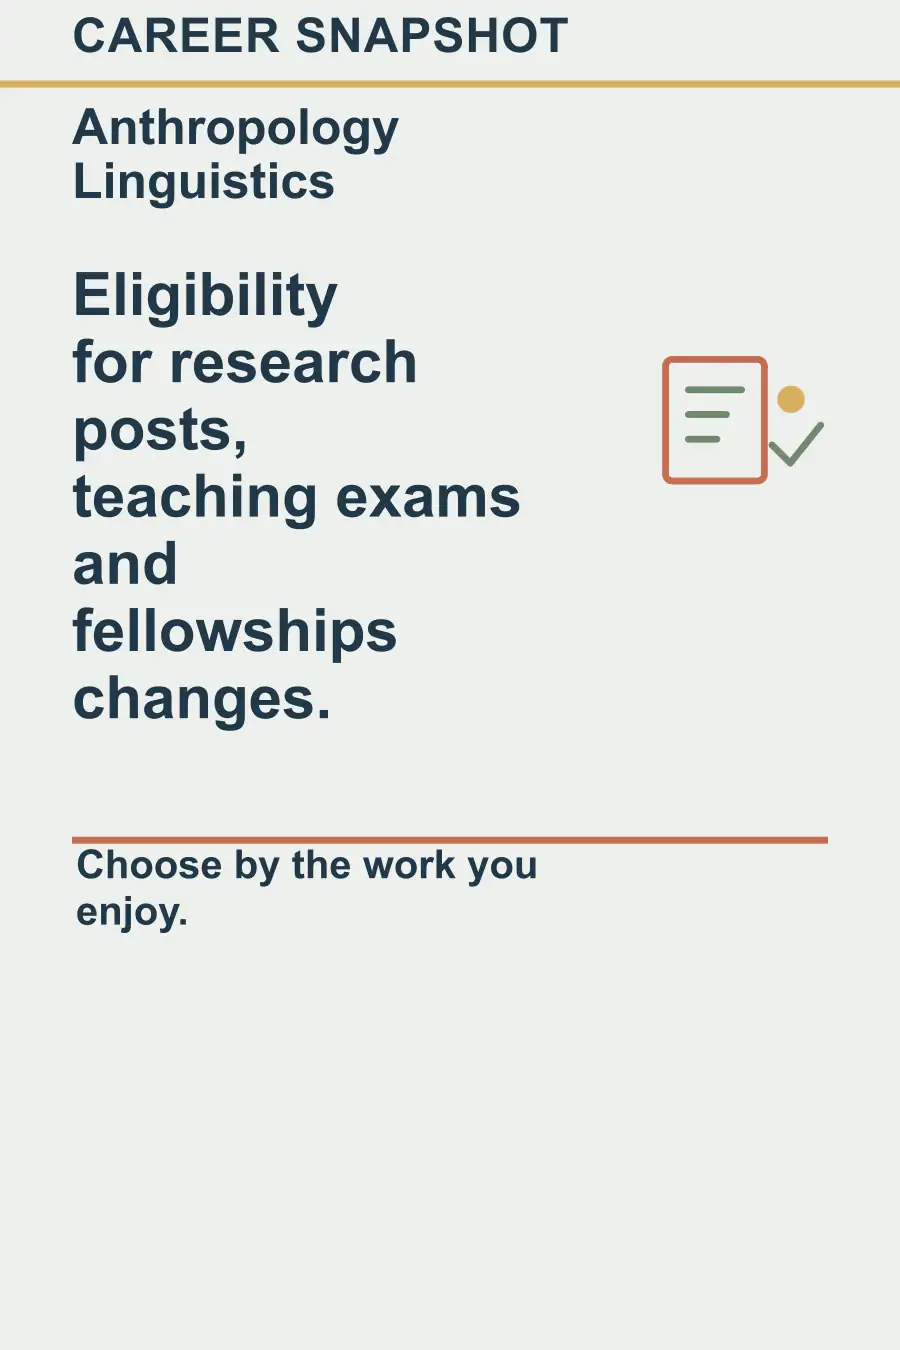 CAREER SNAPSHOT
Anthropology
Linguistics
Eligibility
for research
posts,
teaching exams
and
fellowships
changes.
Choose by the work you
enjoy.